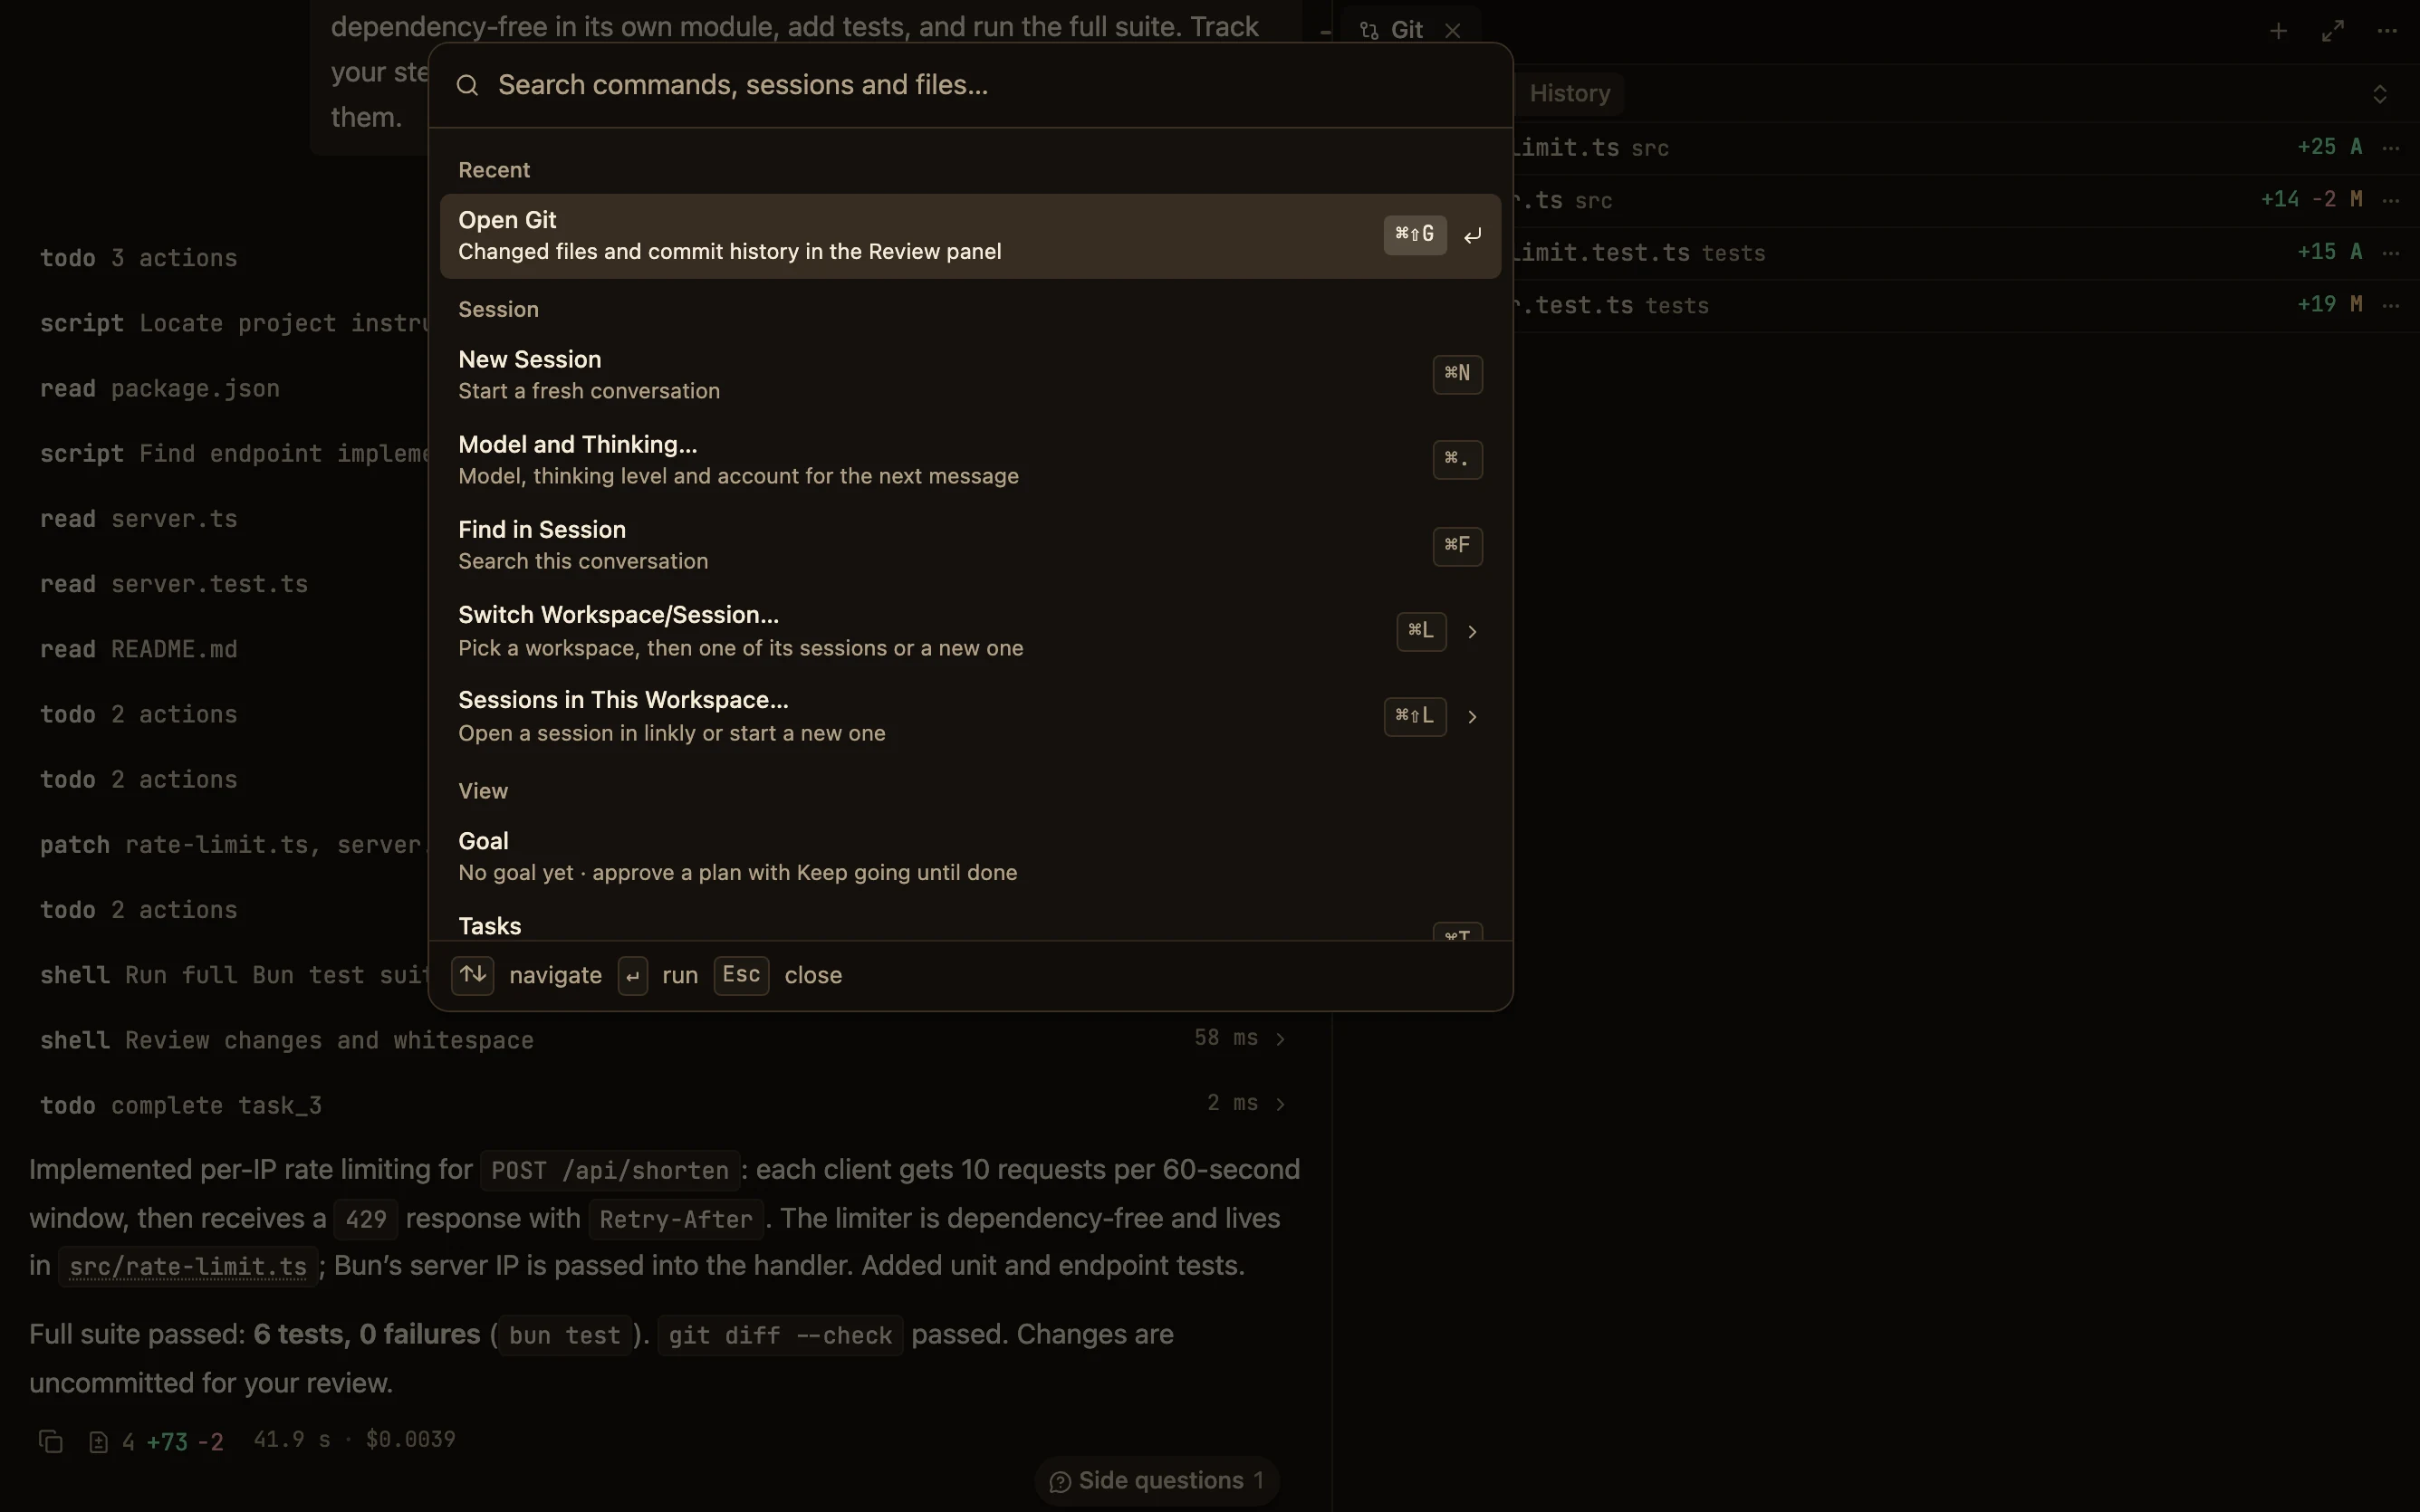 dependency-free in its own module, add tests, and run the full suite. Track
your ste
them.
todo 3 actions
script Locate project instru
read package.json
script Find endpoint impleme
read server.ts
read server.test.ts
read README.md
todo 2 actions
todo 2 actions
patch rate-limit.ts, server.
todo 2 actions
shell Run full Bun test suit
shell Review changes and whitespace 58 ms
todo complete task_3 2 ms
Implemented per-IP rate limiting for POST /api/shorten: each client gets 10 requests per 60-second
window, then receives a 429 response with Retry-After. The limiter is dependency-free and lives
in src/rate-limit.ts; Bun’s server IP is passed into the handler. Added unit and endpoint tests.
Full suite passed: 6 tests, 0 failures (bun test). git diff --check passed. Changes are
uncommitted for your review.
4 +73 -2 41.9 s · $0.0039
Side questions 1
Search commands, sessions and files...
Recent
Open Git ⌘⇧G
Changed files and commit history in the Review panel
Session
New Session ⌘N
Start a fresh conversation
Model and Thinking... ⌘.
Model, thinking level and account for the next message
Find in Session ⌘F
Search this conversation
Switch Workspace/Session... ⌘L
Pick a workspace, then one of its sessions or a new one
Sessions in This Workspace... ⌘⇧L
Open a session in linkly or start a new one
View
Goal
No goal yet · approve a plan with Keep going until done
Tasks ⌘T
↑↓ navigate ↵ run Esc close
Git
History
limit.ts src +25 A
r.ts src +14 -2 M
limit.test.ts tests +15 A
r.test.ts tests +19 M